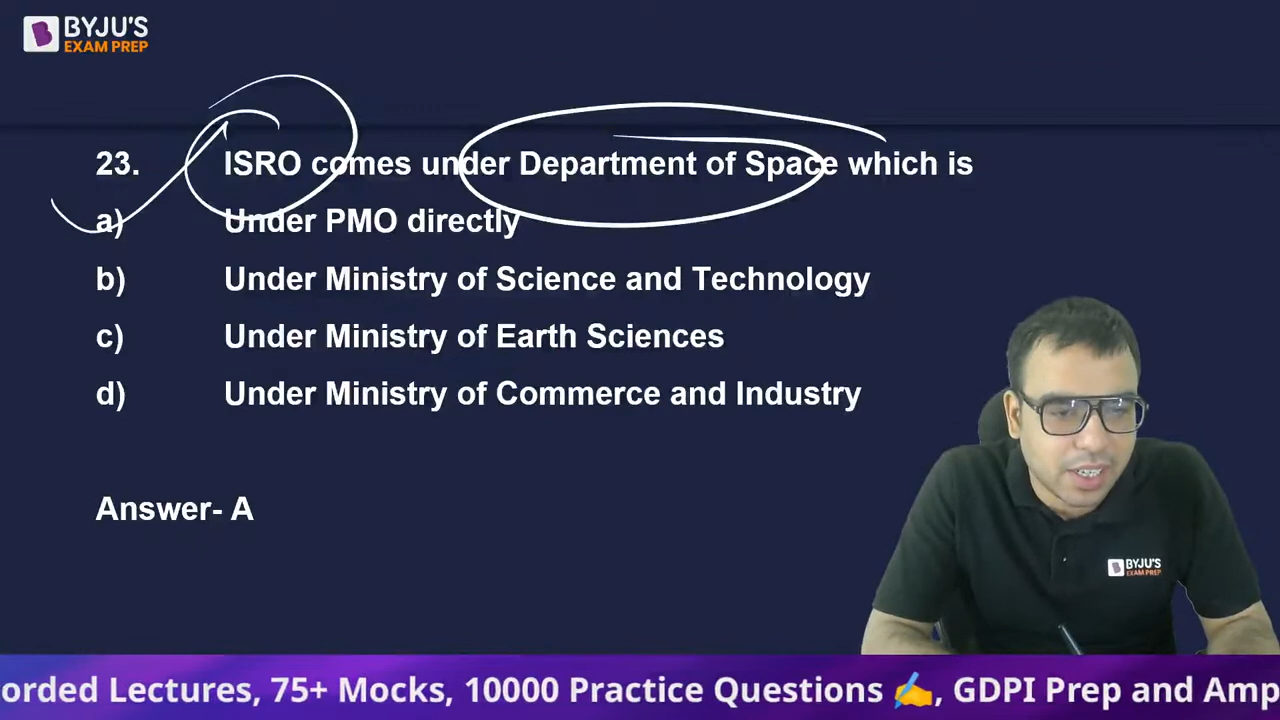 BYJU'S
EXAM PREP
23. ISRO comes under Department of Space which is
a) Under PMO directly
b) Under Ministry of Science and Technology
c) Under Ministry of Earth Sciences
d) Under Ministry of Commerce and Industry
Answer- A
BYJU'S
EXAM PREP
orded Lectures, 75+ Mocks, 10000 Practice Questions ✍️, GDPI Prep and Amp